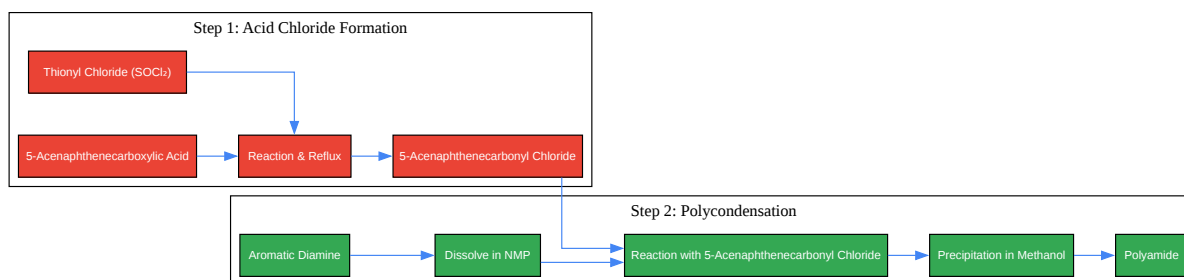 Step 1: Acid Chloride Formation
Thionyl Chloride (SOCl₂)
5-Acenaphthenecarboxylic Acid
Reaction & Reflux
5-Acenaphthenecarbonyl Chloride
Step 2: Polycondensation
Aromatic Diamine
Dissolve in NMP
Reaction with 5-Acenaphthenecarbonyl Chloride
Precipitation in Methanol
Polyamide